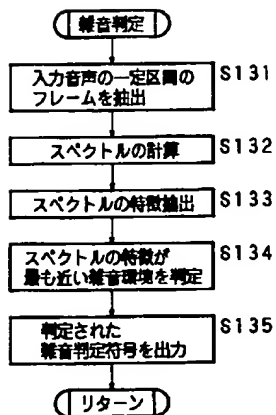 雑音判定
入力音声の一定区間の
フレームを抽出
S131
スペクトルの計算
S132
スペクトルの特徴抽出
S133
スペクトルの特徴が
最も近い雑音環境を判定
S134
判定された
雑音判定符号を出力
S135
リターン